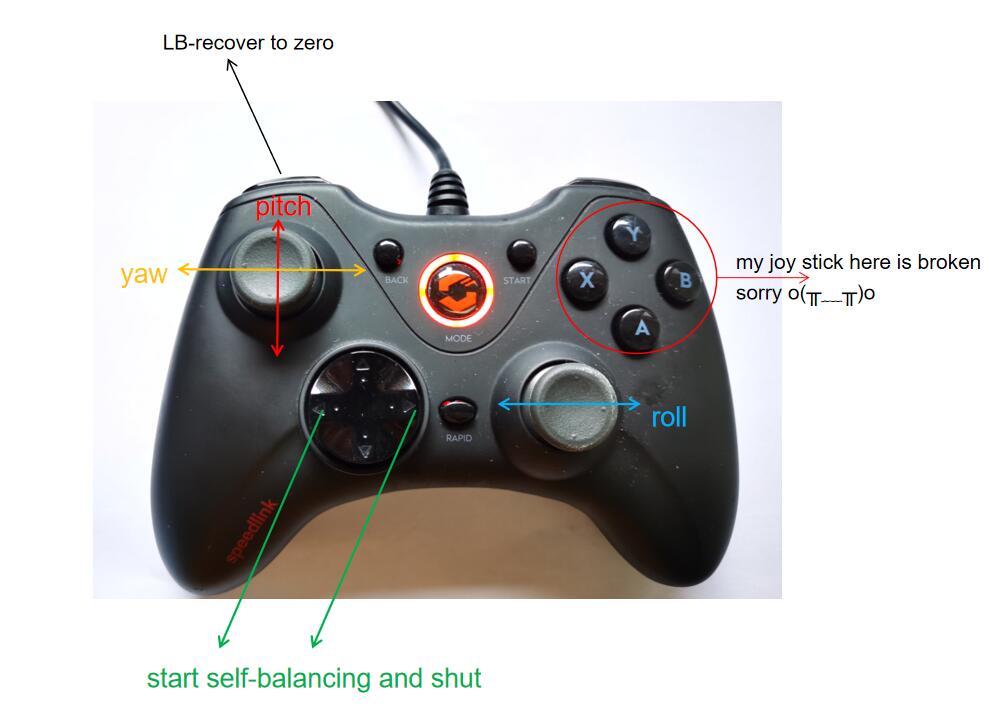 LB-recover to zero
pitch
yaw
BACK
START
MODE
Y
X
B
A
my joy stick here is broken
sorry o(╥﹏╥)o
roll
RAPID
speedlink
start self-balancing and shut